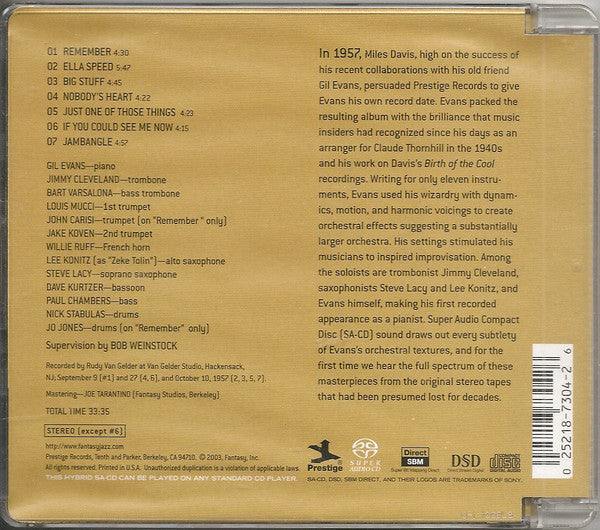 01 REMEMBER 4:30
02 ELLA SPEED 5:47
03 BIG STUFF 4:45
04 NOBODY'S HEART 4:22
05 JUST ONE OF THOSE THINGS 4:23
06 IF YOU COULD SEE ME NOW 4:15
07 JAMBANGLE 4:57
GIL EVANS—piano
JIMMY CLEVELAND—trombone
BART VARSALONA—bass trombone
LOUIS MUCCI—1st trumpet
JOHN CARISI—trumpet (on "Remember" only)
JAKE KOVEN—2nd trumpet
WILLIE RUFF—French horn
LEE KONITZ (as "Zeke Tolin")—alto saxophone
STEVE LACY—soprano saxophone
DAVE KURTZER—bassoon
PAUL CHAMBERS—bass
NICK STABULAS—drums
JO JONES—drums (on "Remember" only)
Supervision by BOB WEINSTOCK
Recorded by Rudy Van Gelder at Van Gelder Studio, Hackensack,
NJ; September 9 (#1) and 27 (4, 6), and October 10, 1957 (2, 3, 5, 7).
Mastering—JOE TARANTINO (Fantasy Studios, Berkeley)
TOTAL TIME 33:35
STEREO (except #6)
http://www.fantasyjazz.com
Prestige Records, Tenth and Parker, Berkeley, CA 94710. © 2003, Fantasy, Inc.
All rights reserved. Printed in U.S.A. Unauthorized duplication is a violation of applicable laws.
THIS HYBRID SA-CD CAN BE PLAYED ON ANY STANDARD CD PLAYER.
In 1957, Miles Davis, high on the success of
his recent collaborations with his old friend
Gil Evans, persuaded Prestige Records to give
Evans his own record date. Evans packed the
resulting album with the brilliance that music
insiders had recognized since his days as an
arranger for Claude Thornhill in the 1940s
and his work on Davis's Birth of the Cool
recordings. Writing for only eleven instru-
ments, Evans used his wizardry with dynam-
ics, motion, and harmonic voicings to create
orchestral effects suggesting a substantially
larger orchestra. His settings stimulated his
musicians to inspired improvisation. Among
the soloists are trombonist Jimmy Cleveland,
saxophonists Steve Lacy and Lee Konitz, and
Evans himself, making his first recorded
appearance as a pianist. Super Audio Compact
Disc (SA-CD) sound draws out every subtlety
of Evans's orchestral textures, and for the
first time we hear the full spectrum of these
masterpieces from the original stereo tapes
that had been presumed lost for decades.
Prestige
SUPER AUDIO CD
Direct SBM
Super Bit Mapping Direct
DSD
Direct Stream Digital
COMPACT disc DIGITAL AUDIO
SA-CD, DSD, SBM DIRECT, AND THEIR LOGOS ARE TRADEMARKS OF SONY.
0 25218-7304-2 6